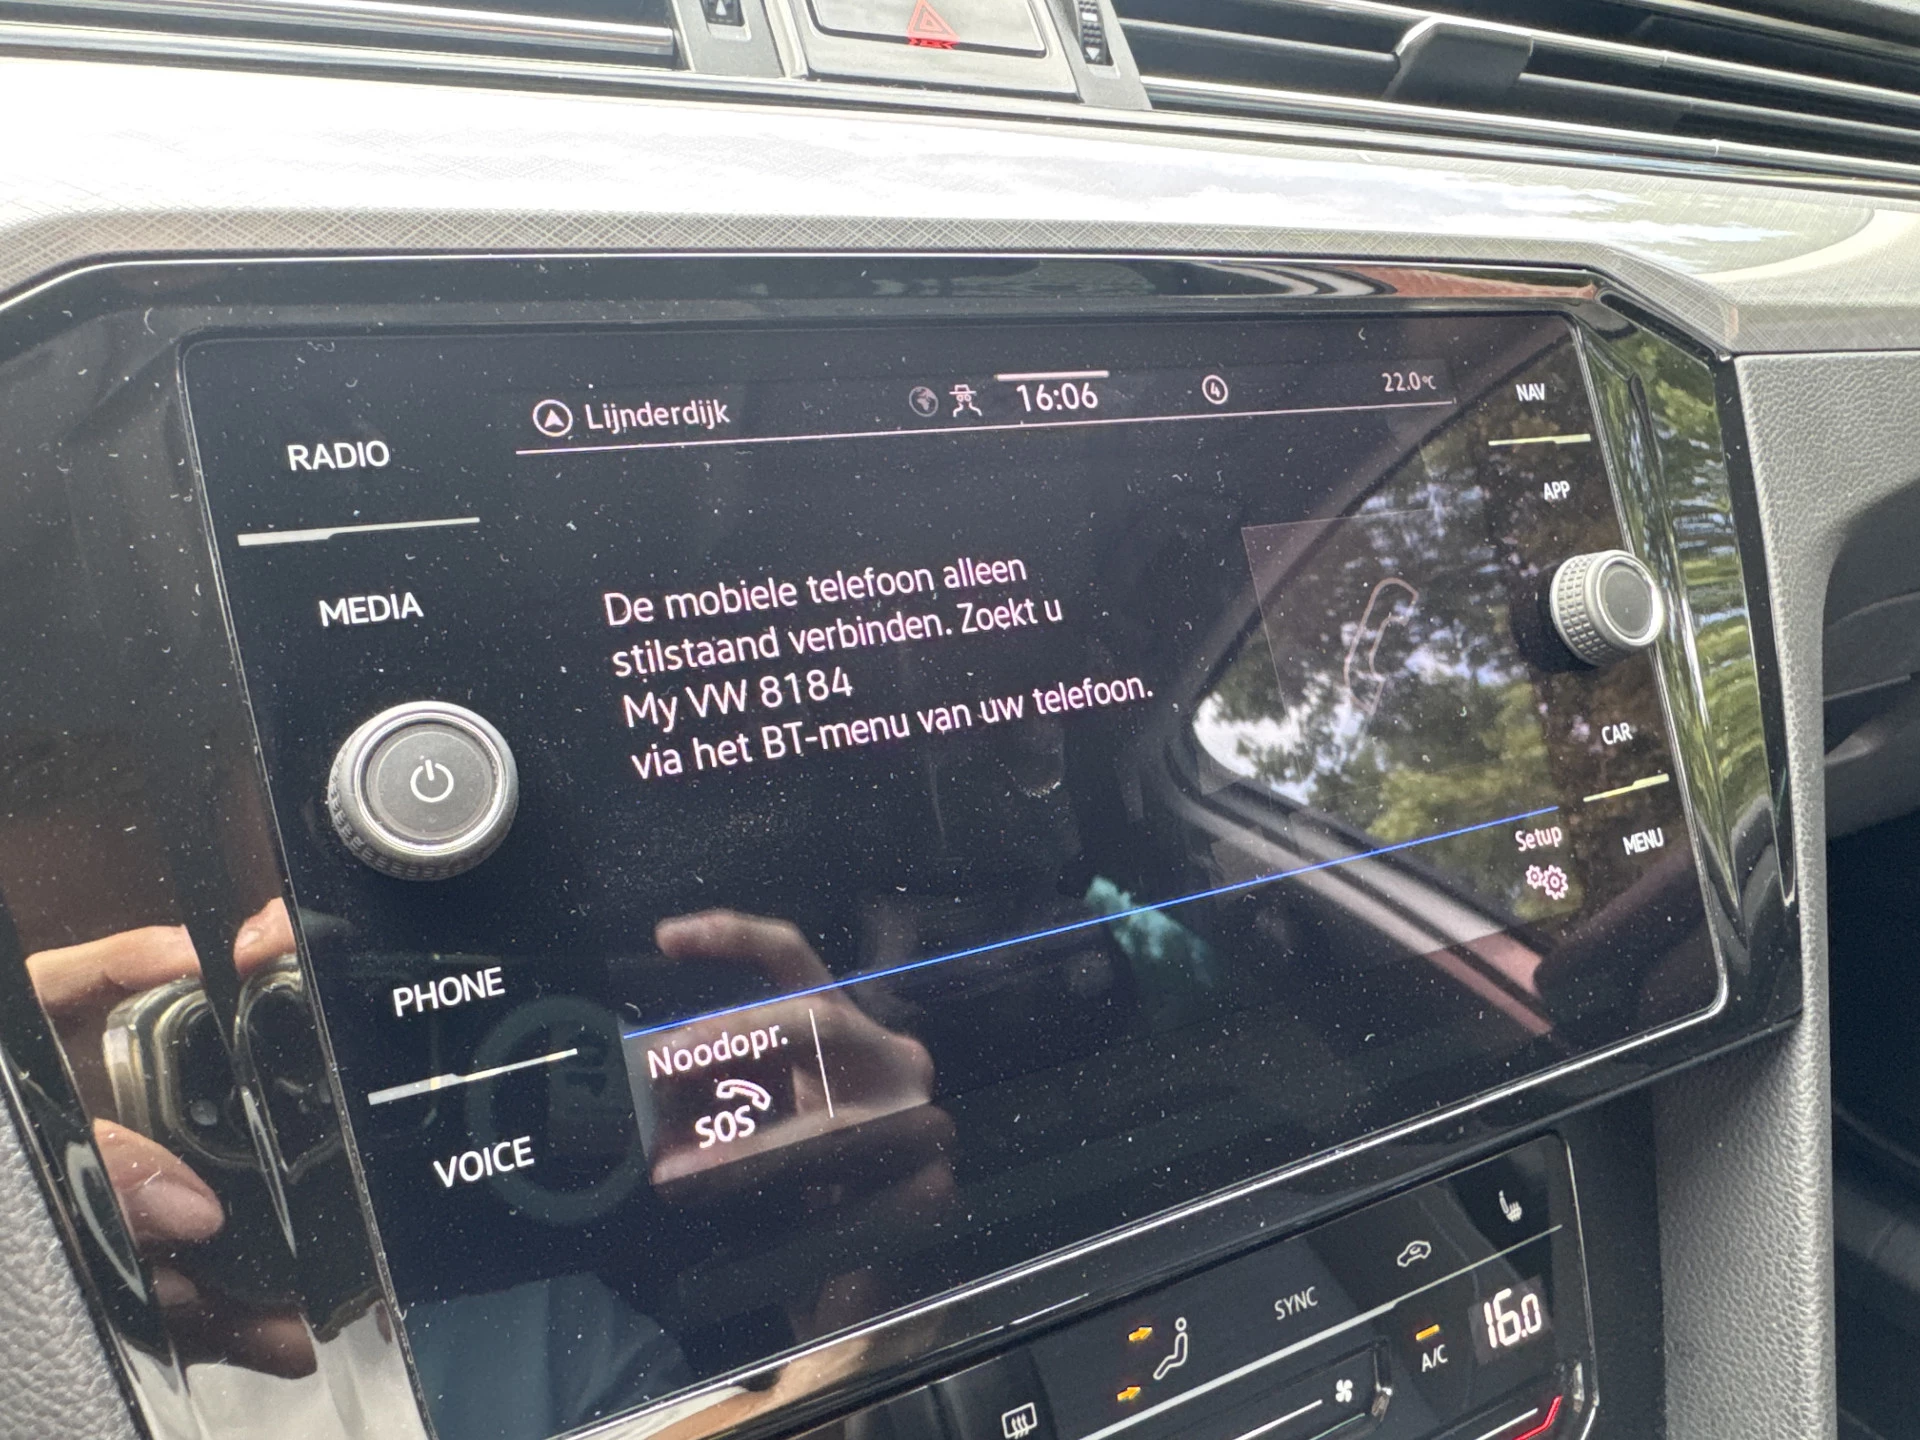 Lijnderdijk
16:06
4
22.0°C
NAV
RADIO
APP
De mobiele telefoon alleen
stilstaand verbinden. Zoekt u
My VW 8184
via het BT-menu van uw telefoon.
MEDIA
CAR
Setup
MENU
PHONE
Noodopr.
SOS
VOICE
SYNC
A/C
16.0